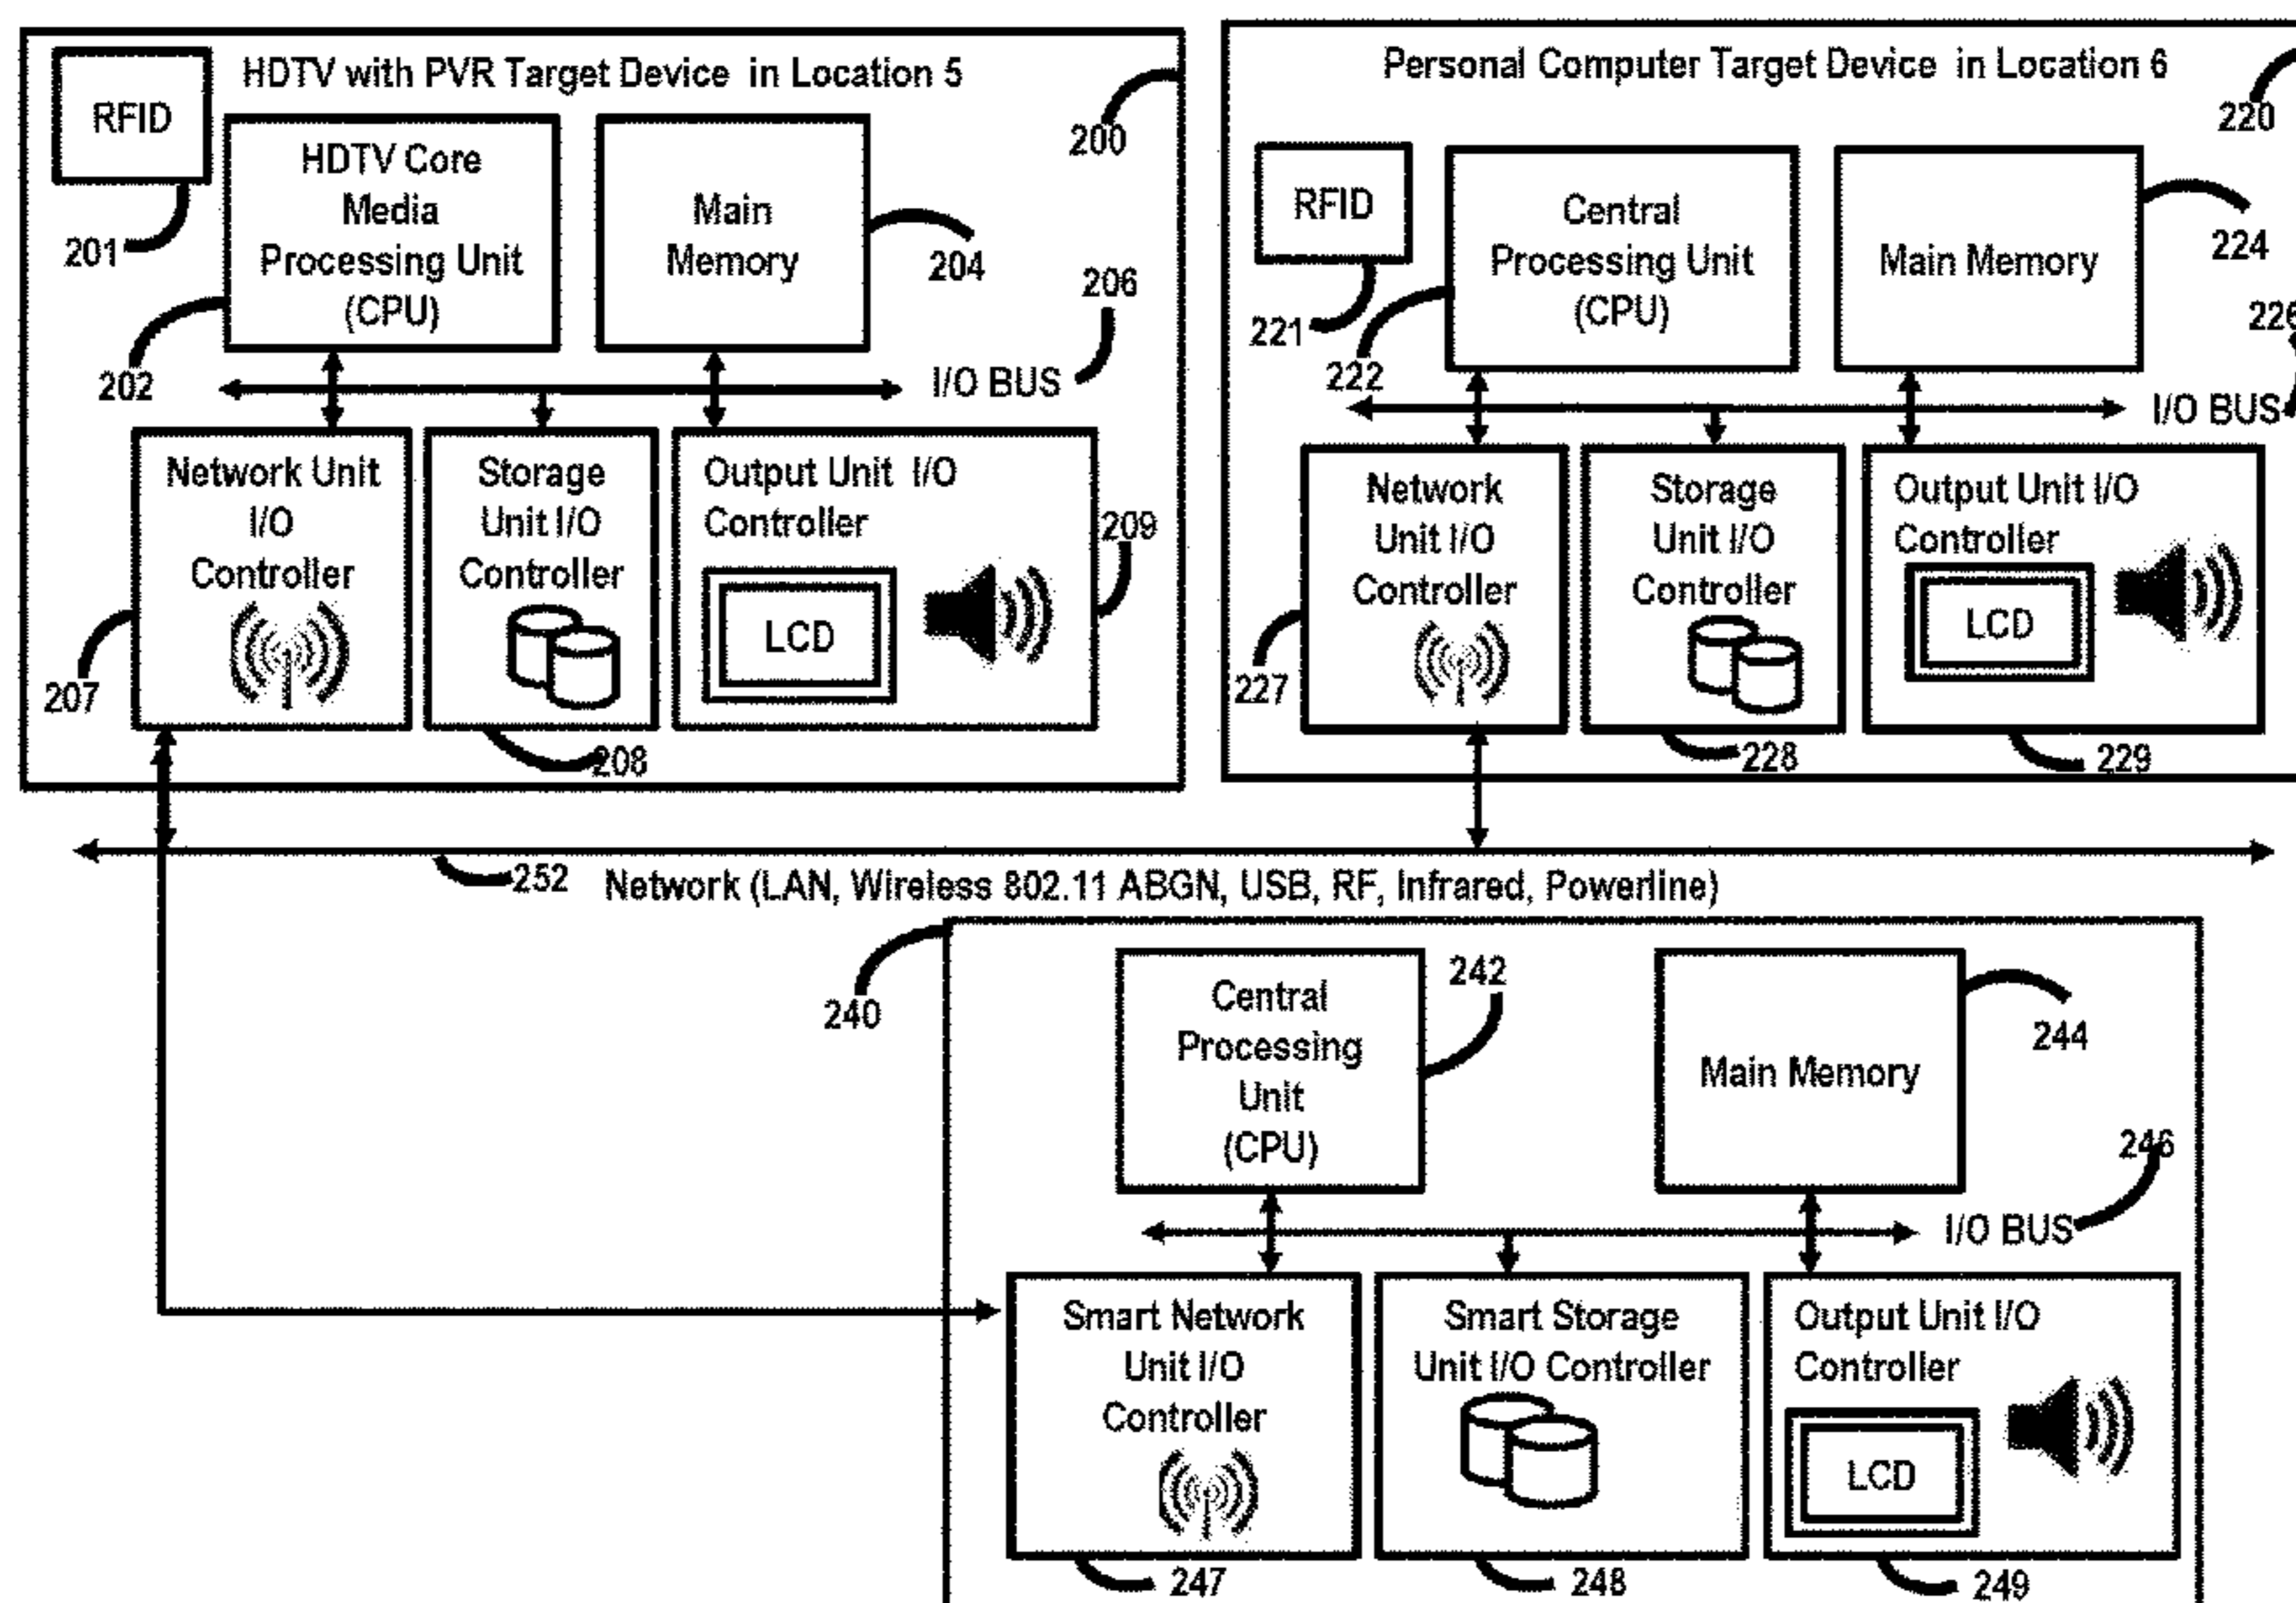 HDTV with PVR Target Device in Location 5
RFID
200
HDTV Core
Media
Processing Unit
(CPU)
Main
Memory
201
204
202
206
I/O BUS
Network Unit
I/O
Controller
Storage
Unit I/O
Controller
Output Unit I/O
Controller
LCD
209
207
208
Personal Computer Target Device in Location 6
220
RFID
Central
Processing Unit
(CPU)
Main Memory
224
221
222
226
I/O BUS
Network
Unit I/O
Controller
Storage
Unit I/O
Controller
Output Unit I/O
Controller
LCD
227
228
229
252
Network (LAN, Wireless 802.11 ABGN, USB, RF, Infrared, Powerline)
240
Central
Processing
Unit
(CPU)
242
Main Memory
244
246
I/O BUS
Smart Network
Unit I/O
Controller
Smart Storage
Unit I/O Controller
Output Unit I/O
Controller
LCD
247
248
249